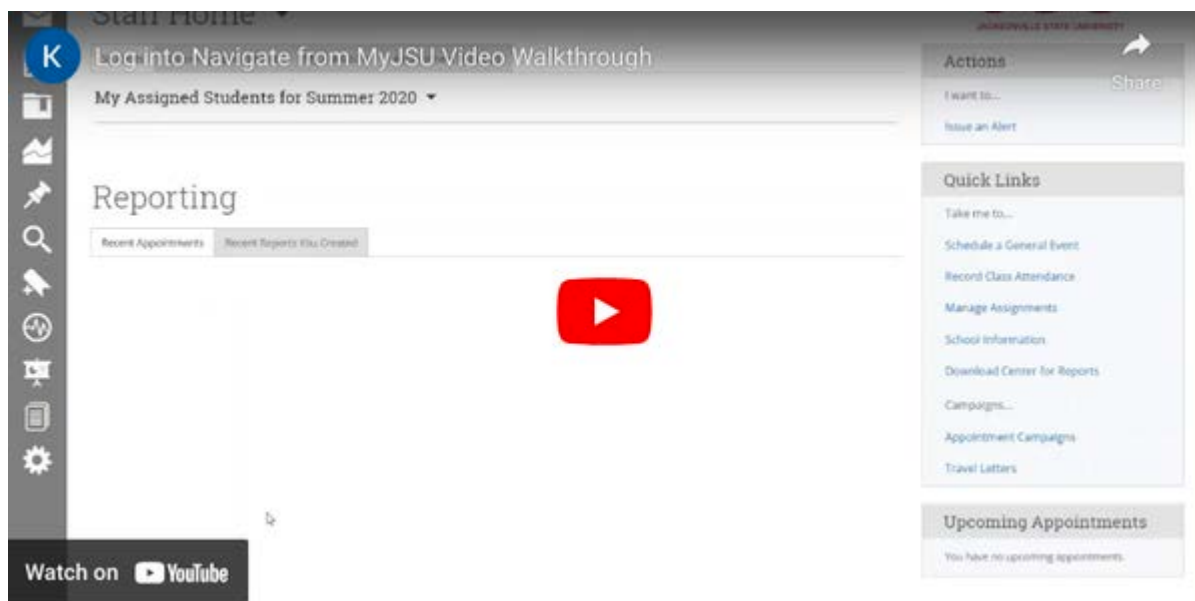 Staff Home
JACKSONVILLE STATE UNIVERSITY
K
Log into Navigate from MyJSU Video Walkthrough
Share
My Assigned Students for Summer 2020
Reporting
Recent Appointments
Recent Reports You Created
Actions
I want to...
Issue an Alert
Quick Links
Take me to...
Schedule a General Event
Record Class Attendance
Manage Assignments
School Information
Download Center for Reports
Campaigns...
Appointment Campaigns
Travel Letters
Upcoming Appointments
You have no upcoming appointments.
Watch on YouTube